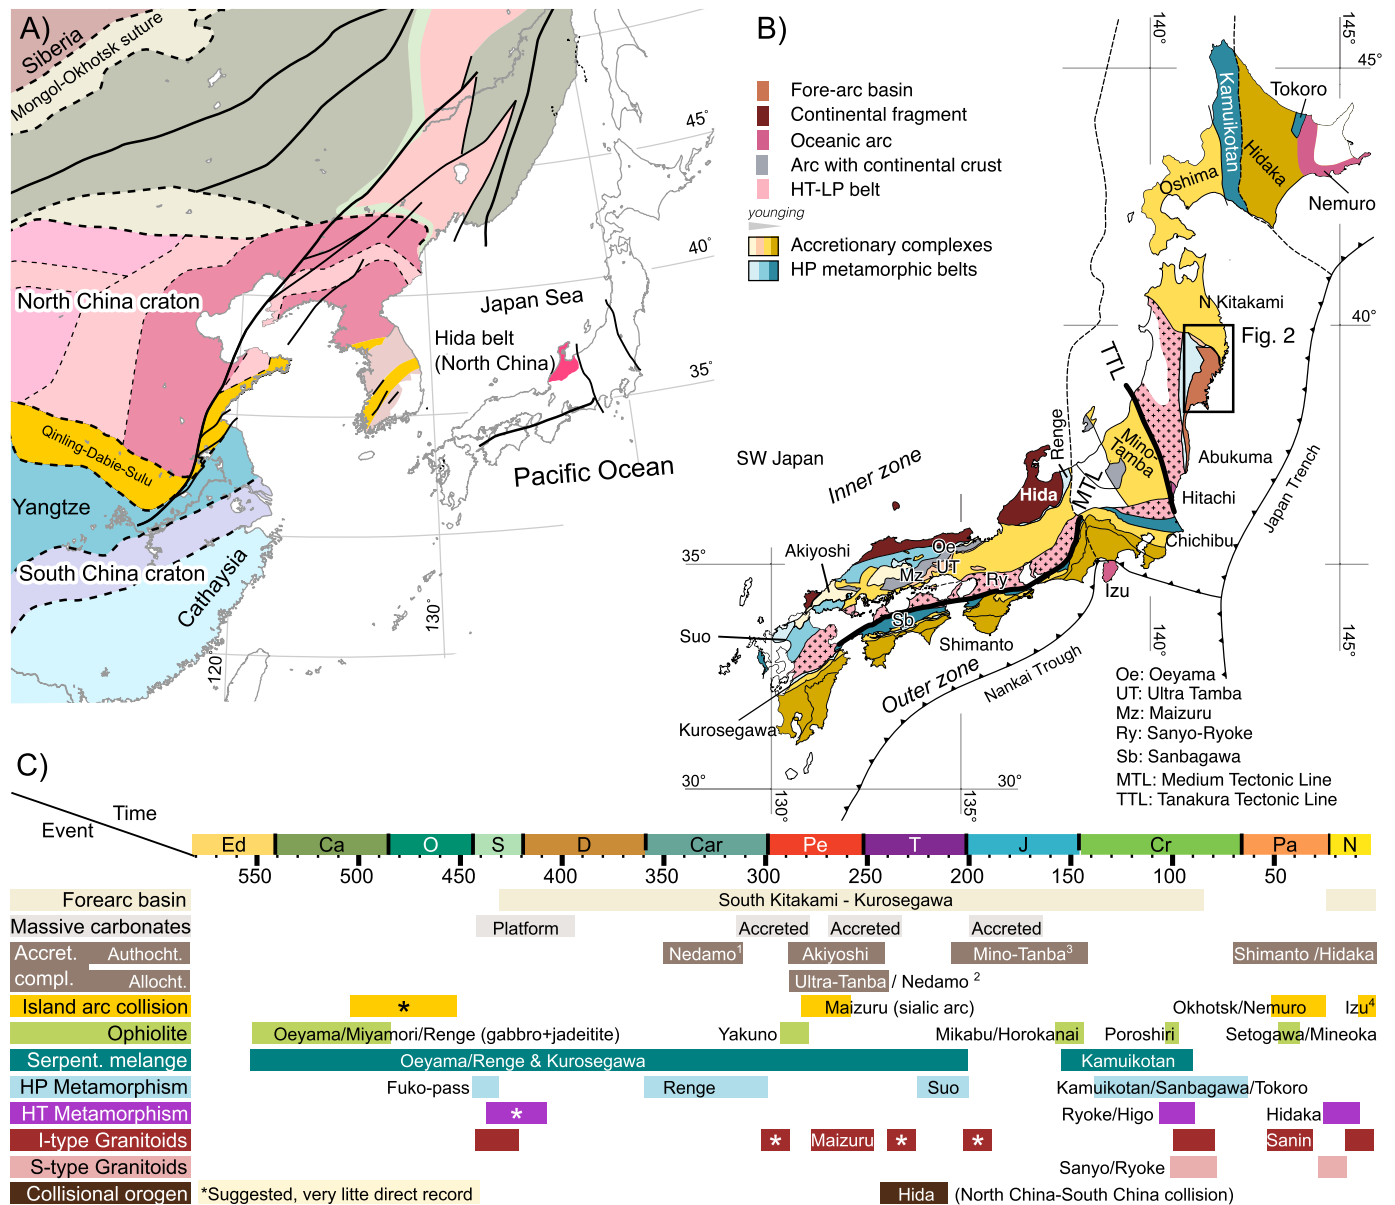 A)
Siberia
Mongol-Okhotsk suture
45°
40°
35°
North China craton
Japan Sea
Hida belt
(North China)
Qinling-Dabie-Sulu
Yangtze
Pacific Ocean
South China craton
Cathaysia
120°
130°
B)
140°
145°
45°
Fore-arc basin
Continental fragment
Oceanic arc
Arc with continental crust
HT-LP belt
younging
Accretionary complexes
HP metamorphic belts
Kamuikotan
Tokoro
Hidaka
Oshima
Nemuro
N Kitakami
40°
Fig. 2
TTL
Renge
Mino-
Tamba
Abukuma
SW Japan
Inner zone
Hida
MTL
Hitachi
Japan Trench
Chichibu
35°
Akiyoshi
Oe
UT
Mz
Ry
Izu
Suo
Sb
Shimanto
140°
145°
Outer zone
Nankai Trough
Kurosegawa
30°
30°
130°
135°
Oe: Oeyama
UT: Ultra Tamba
Mz: Maizuru
Ry: Sanyo-Ryoke
Sb: Sanbagawa
MTL: Medium Tectonic Line
TTL: Tanakura Tectonic Line
C)
Time
Event
Ed Ca O S D Car Pe T J Cr Pa N
550 500 450 400 350 300 250 200 150 100 50
Forearc basin South Kitakami - Kurosegawa
Massive carbonates Platform Accreted Accreted Accreted
Accret. Authocht. Nedamo1 Akiyoshi Mino-Tanba3 Shimanto /Hidaka
compl. Allocht. Ultra-Tanba / Nedamo 2
Island arc collision * Maizuru (sialic arc) Okhotsk/Nemuro Izu4
Ophiolite Oeyama/Miyamori/Renge (gabbro+jadeitite) Yakuno Mikabu/Horokanai Poroshiri Setogawa/Mineoka
Serpent. melange Oeyama/Renge & Kurosegawa Kamuikotan
HP Metamorphism Fuko-pass Renge Suo Kamuikotan/Sanbagawa/Tokoro
HT Metamorphism * Ryoke/Higo Hidaka
I-type Granitoids * Maizuru * * Sanin
S-type Granitoids Sanyo/Ryoke
Collisional orogen *Suggested, very litte direct record Hida (North China-South China collision)